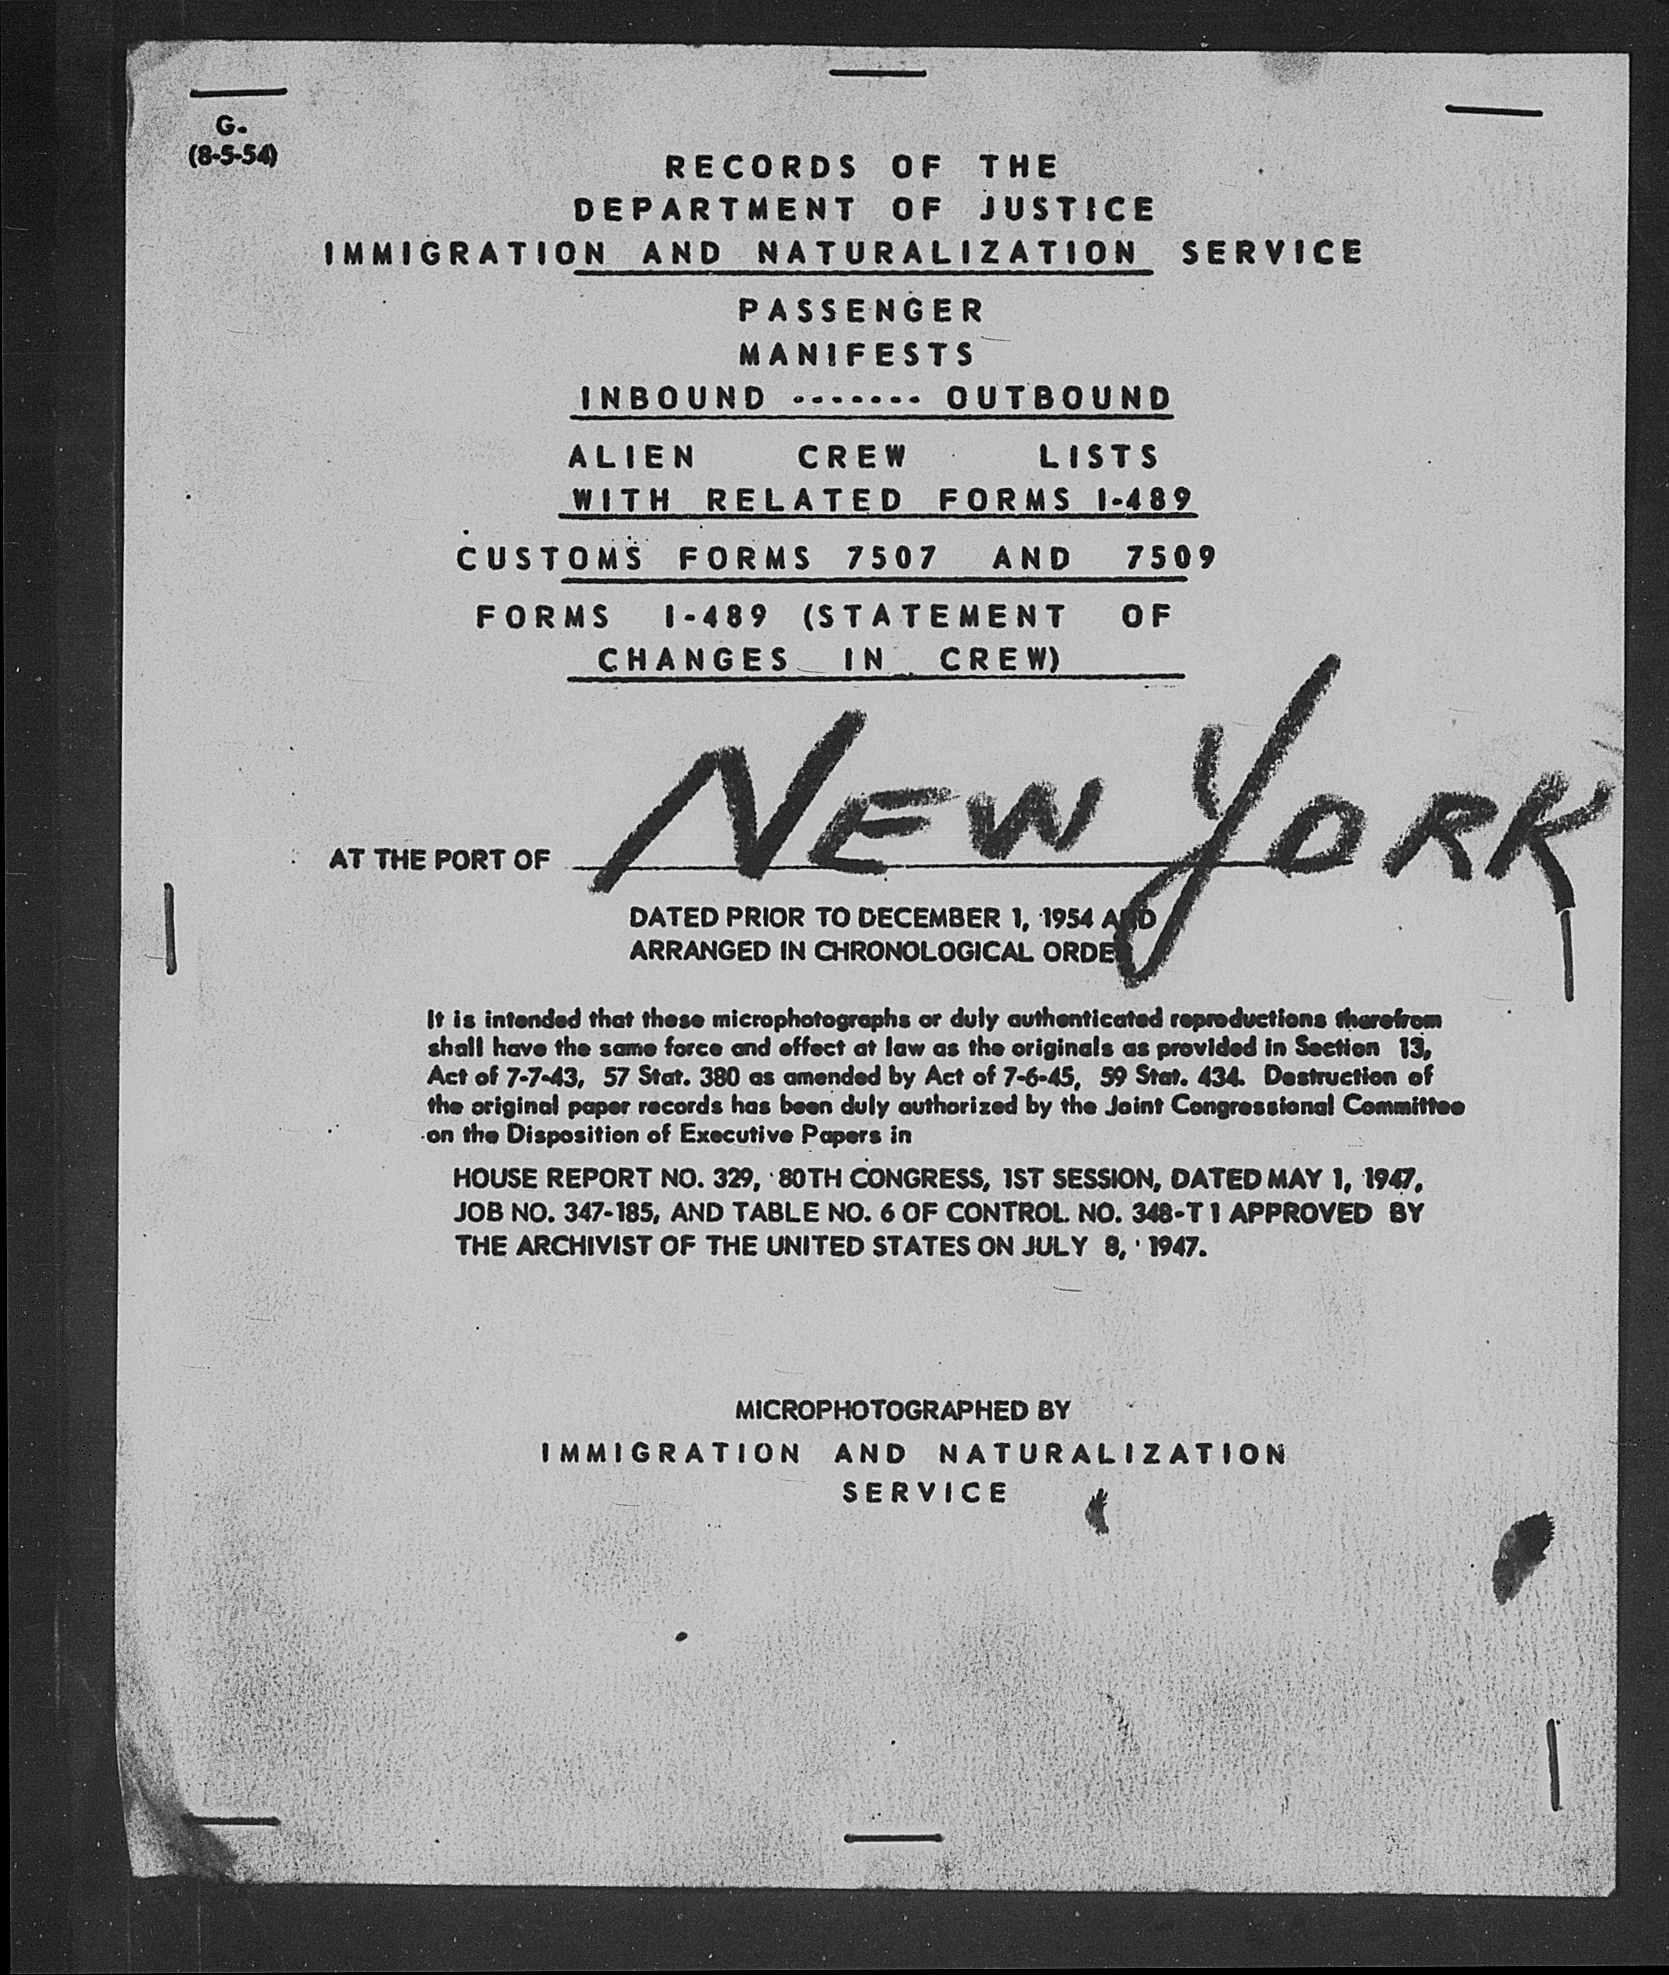 G.
(8-5-54)
RECORDS OF THE
DEPARTMENT OF JUSTICE
IMMIGRATION AND NATURALIZATION SERVICE
PASSENGER
MANIFESTS
INBOUND ------- OUTBOUND
ALIEN CREW LISTS
WITH RELATED FORMS I-489
CUSTOMS FORMS 7507 AND 7509
FORMS I-489 (STATEMENT OF
CHANGES IN CREW)
AT THE PORT OF NEW YORK
DATED PRIOR TO DECEMBER 1, 1954 AND
ARRANGED IN CHRONOLOGICAL ORDER
It is intended that these microphotographs or duly authenticated reproductions therefrom
shall have the same force and effect at law as the originals as provided in Section 13,
Act of 7-7-43, 57 Stat. 380 as amended by Act of 7-6-45, 59 Stat. 434. Destruction of
the original paper records has been duly authorized by the Joint Congressional Committee
on the Disposition of Executive Papers in
HOUSE REPORT NO. 329, 80TH CONGRESS, 1ST SESSION, DATED MAY 1, 1947,
JOB NO. 347-185, AND TABLE NO. 6 OF CONTROL NO. 348-T1 APPROVED BY
THE ARCHIVIST OF THE UNITED STATES ON JULY 8, 1947.
MICROPHOTOGRAPHED BY
IMMIGRATION AND NATURALIZATION
SERVICE